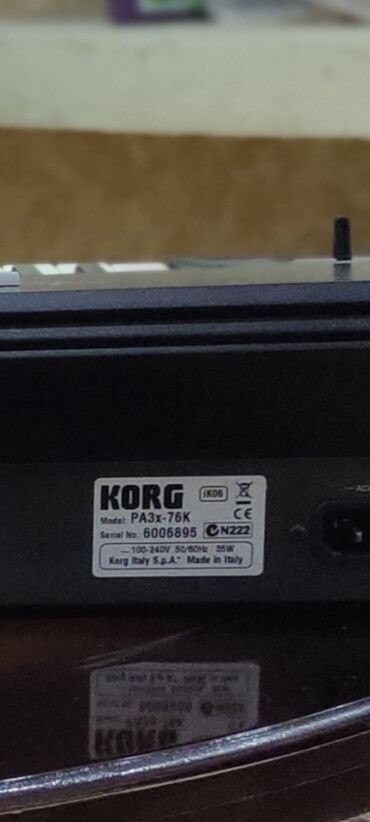 KORG iK06
Model: PA3x-76K
Serial No. 6006895 N222
100-240V 50/60Hz 35W
Korg Italy S.p.A. Made in Italy
AC